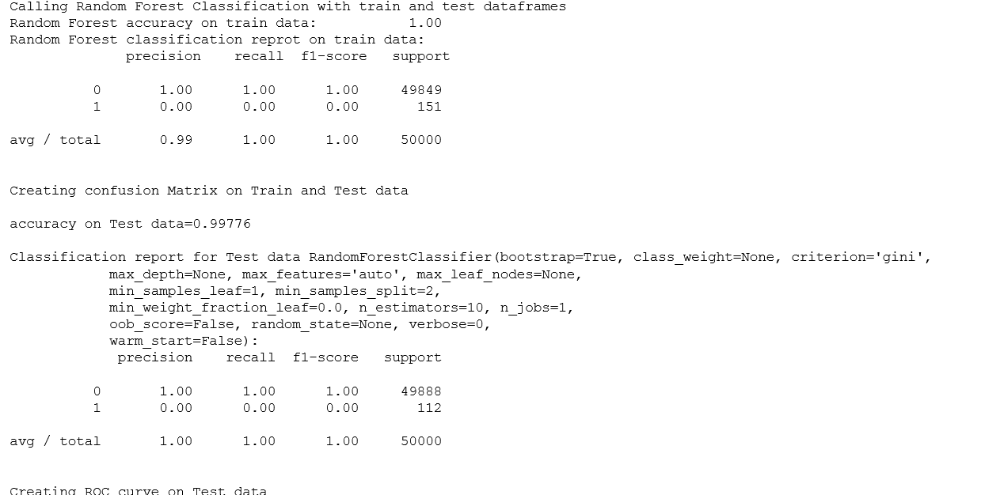 Calling Random Forest Classification with train and test dataframes
Random Forest accuracy on train data: 1.00
Random Forest classification reprot on train data:
precision recall f1-score support
0 1.00 1.00 1.00 49849
1 0.00 0.00 0.00 151
avg / total 0.99 1.00 1.00 50000
Creating confusion Matrix on Train and Test data
accuracy on Test data=0.99776
Classification report for Test data RandomForestClassifier(bootstrap=True, class_weight=None, criterion='gini',
max_depth=None, max_features='auto', max_leaf_nodes=None,
min_samples_leaf=1, min_samples_split=2,
min_weight_fraction_leaf=0.0, n_estimators=10, n_jobs=1,
oob_score=False, random_state=None, verbose=0,
warm_start=False):
precision recall f1-score support
0 1.00 1.00 1.00 49888
1 0.00 0.00 0.00 112
avg / total 1.00 1.00 1.00 50000
Creating ROC curve on Test data